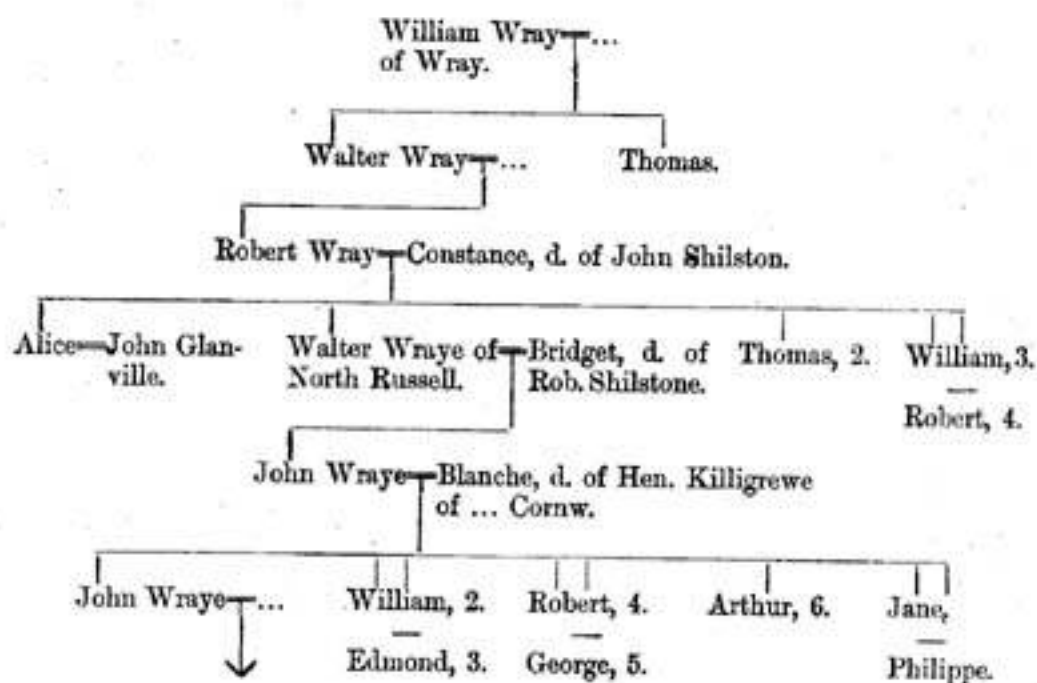 William Wray ...
of Wray.
Walter Wray ... Thomas.
Robert Wray Constance, d. of John Shilston.
Alice John Glan- Walter Wraye of Bridget, d. of Thomas, 2. William, 3.
ville. North Russell. Rob. Shilstone.
Robert, 4.
John Wraye Blanche, d. of Hen. Killigrewe
of ... Cornw.
John Wraye ... William, 2. Robert, 4. Arthur, 6. Jane,
Edmond, 3. George, 5. Philippe.